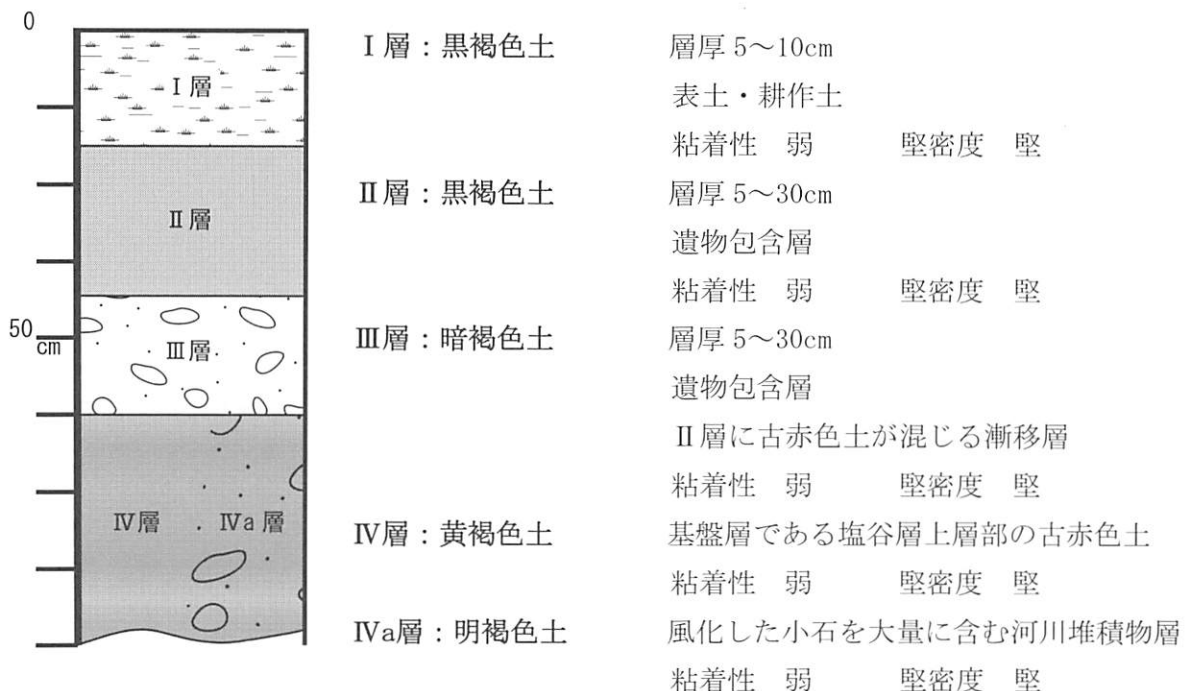 0
50
cm
Ⅰ層
Ⅱ層
Ⅲ層
Ⅳ層 Ⅳa層
Ⅰ層：黒褐色土 層厚5～10cm
表土・耕作土
粘着性 弱 堅密度 堅
Ⅱ層：黒褐色土 層厚5～30cm
遺物包含層
粘着性 弱 堅密度 堅
Ⅲ層：暗褐色土 層厚5～30cm
遺物包含層
Ⅱ層に古赤色土が混じる漸移層
粘着性 弱 堅密度 堅
Ⅳ層：黄褐色土 基盤層である塩谷層上層部の古赤色土
粘着性 弱 堅密度 堅
Ⅳa層：明褐色土 風化した小石を大量に含む河川堆積物層
粘着性 弱 堅密度 堅